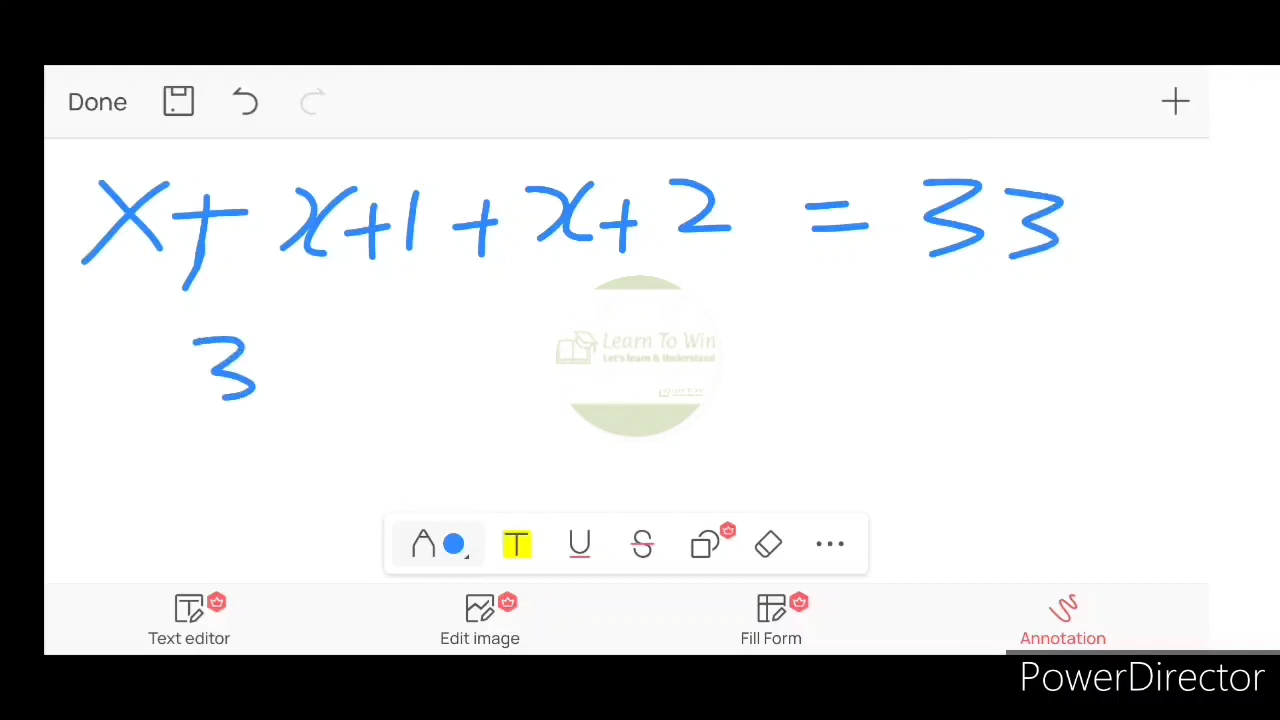 Done
x + x+1 + x+2 = 33
3
Learn To Win
Let's learn & Understand
T
U
S
Text editor
Edit image
Fill Form
Annotation
PowerDirector